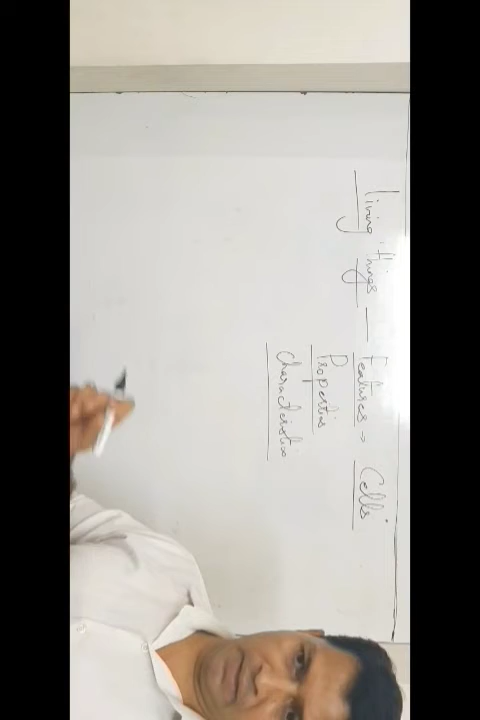 Living things — Features → Cells
Properties
Characteristics